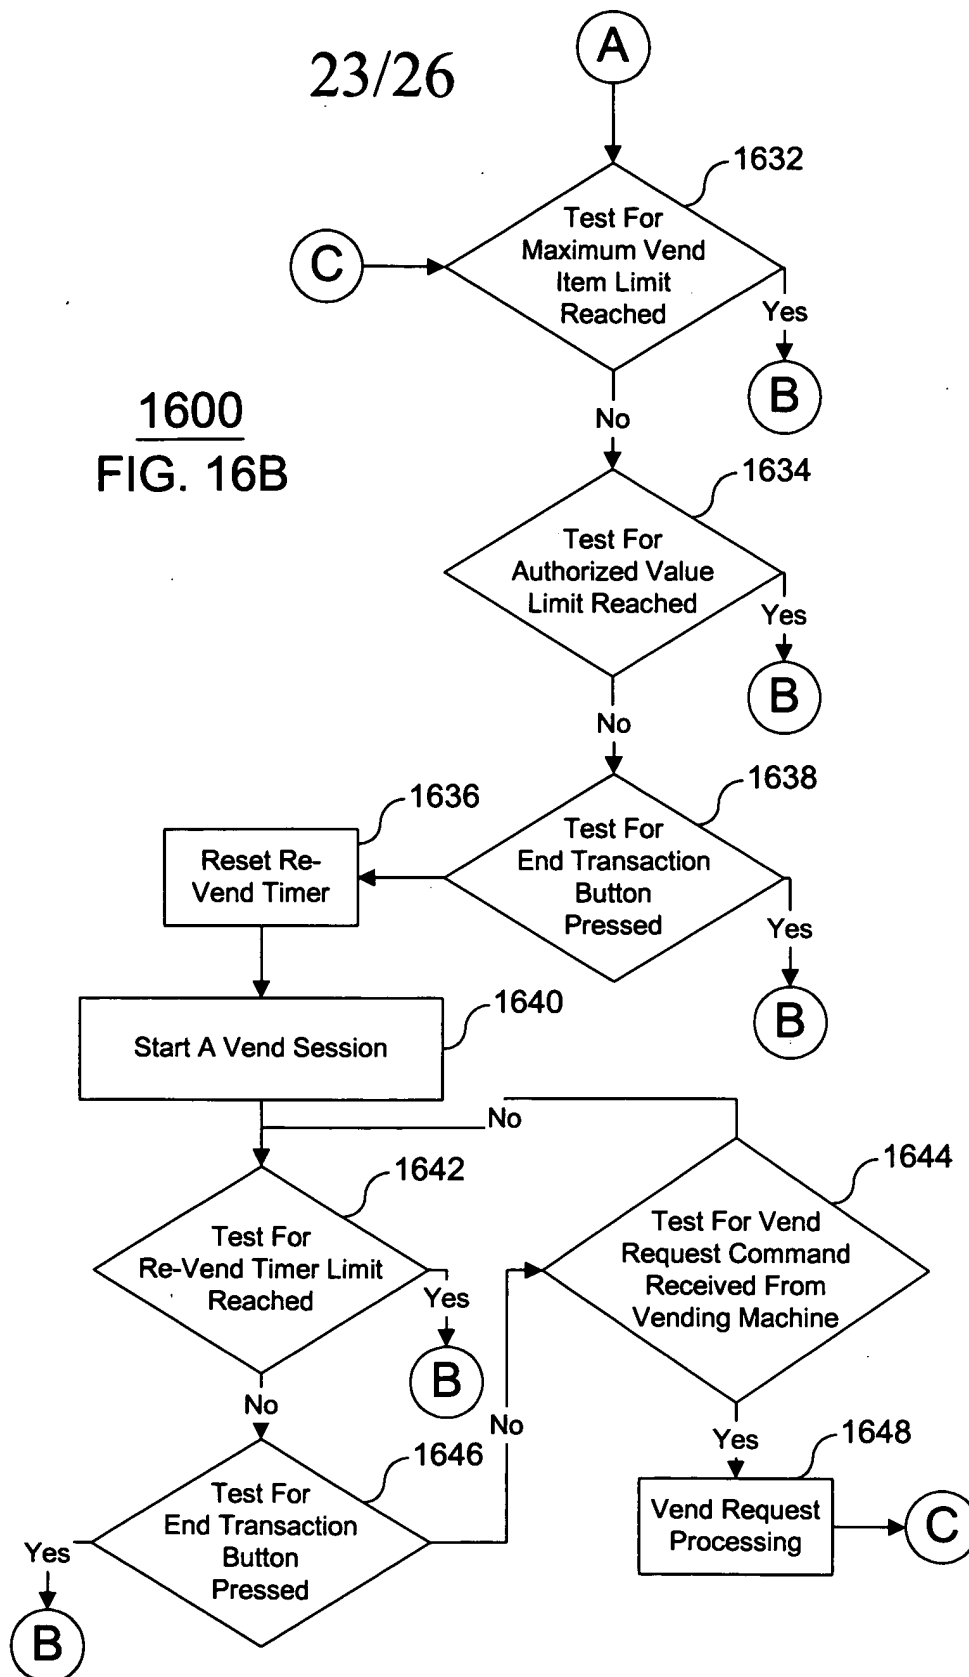 A
23/26
1632
Test For
Maximum Vend
Item Limit
Reached
C
Yes
B
No
1600
FIG. 16B
1634
Test For
Authorized Value
Limit Reached
Yes
B
No
1638
Test For
End Transaction
Button
Pressed
Yes
B
1636
Reset Re-
Vend Timer
1640
Start A Vend Session
No
1642
Test For
Re-Vend Timer Limit
Reached
Yes
B
No
1644
Test For Vend
Request Command
Received From
Vending Machine
Yes
1646
Test For
End Transaction
Button
Pressed
No
Yes
B
1648
Vend Request
Processing
C